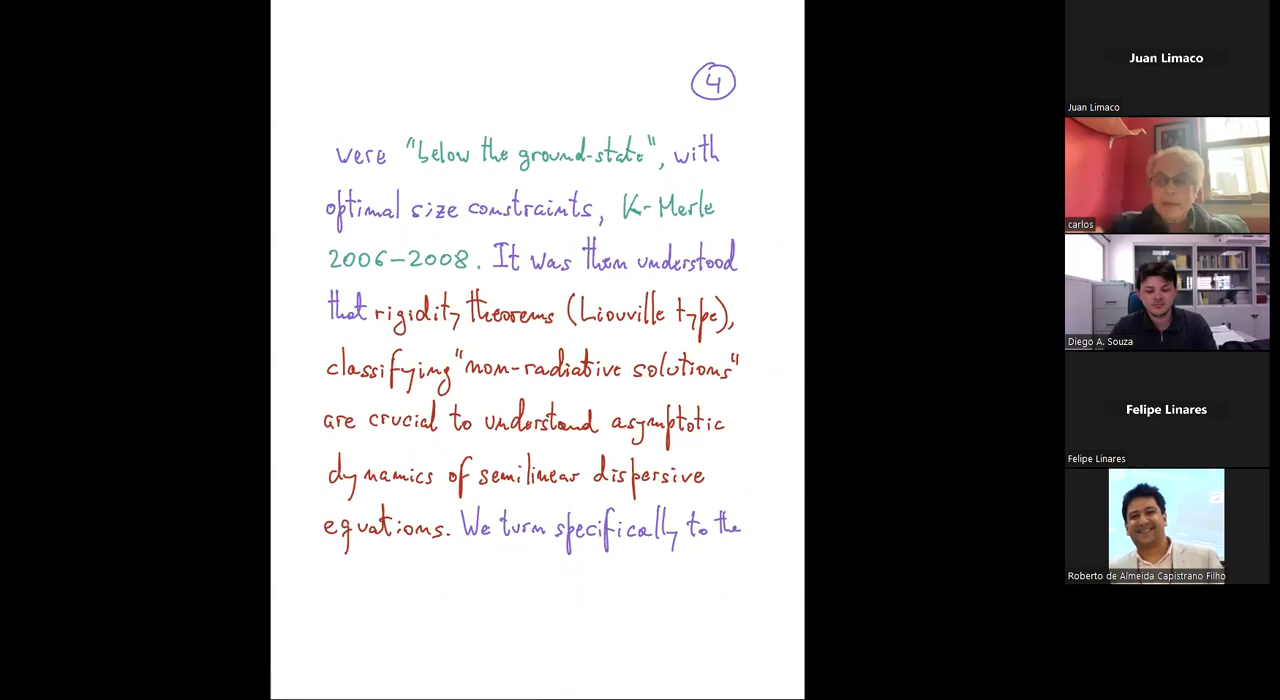 4
were "below the ground-state", with
optimal size constraints, K-Merle
2006-2008. It was then understood
that rigidity theorems (Liouville type),
classifying "non-radiative solutions"
are crucial to understand asymptotic
dynamics of semilinear dispersive
equations. We turn specifically to the
Juan Limaco
Juan Limaco
carlos
Diego A. Souza
Felipe Linares
Felipe Linares
Roberto de Almeida Capistrano Filho